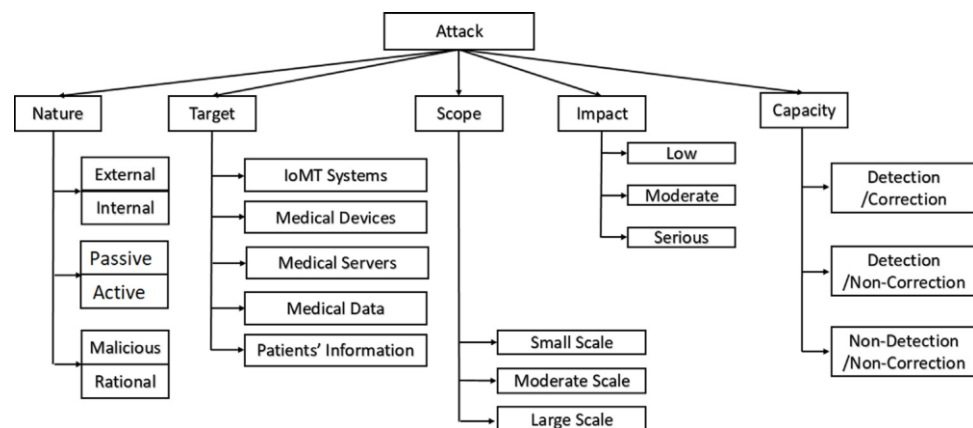 Attack
Nature
Target
Scope
Impact
Capacity
External
Internal
Passive
Active
Malicious
Rational
IoMT Systems
Medical Devices
Medical Servers
Medical Data
Patients’ Information
Small Scale
Moderate Scale
Large Scale
Low
Moderate
Serious
Detection
/Correction
Detection
/Non-Correction
Non-Detection
/Non-Correction